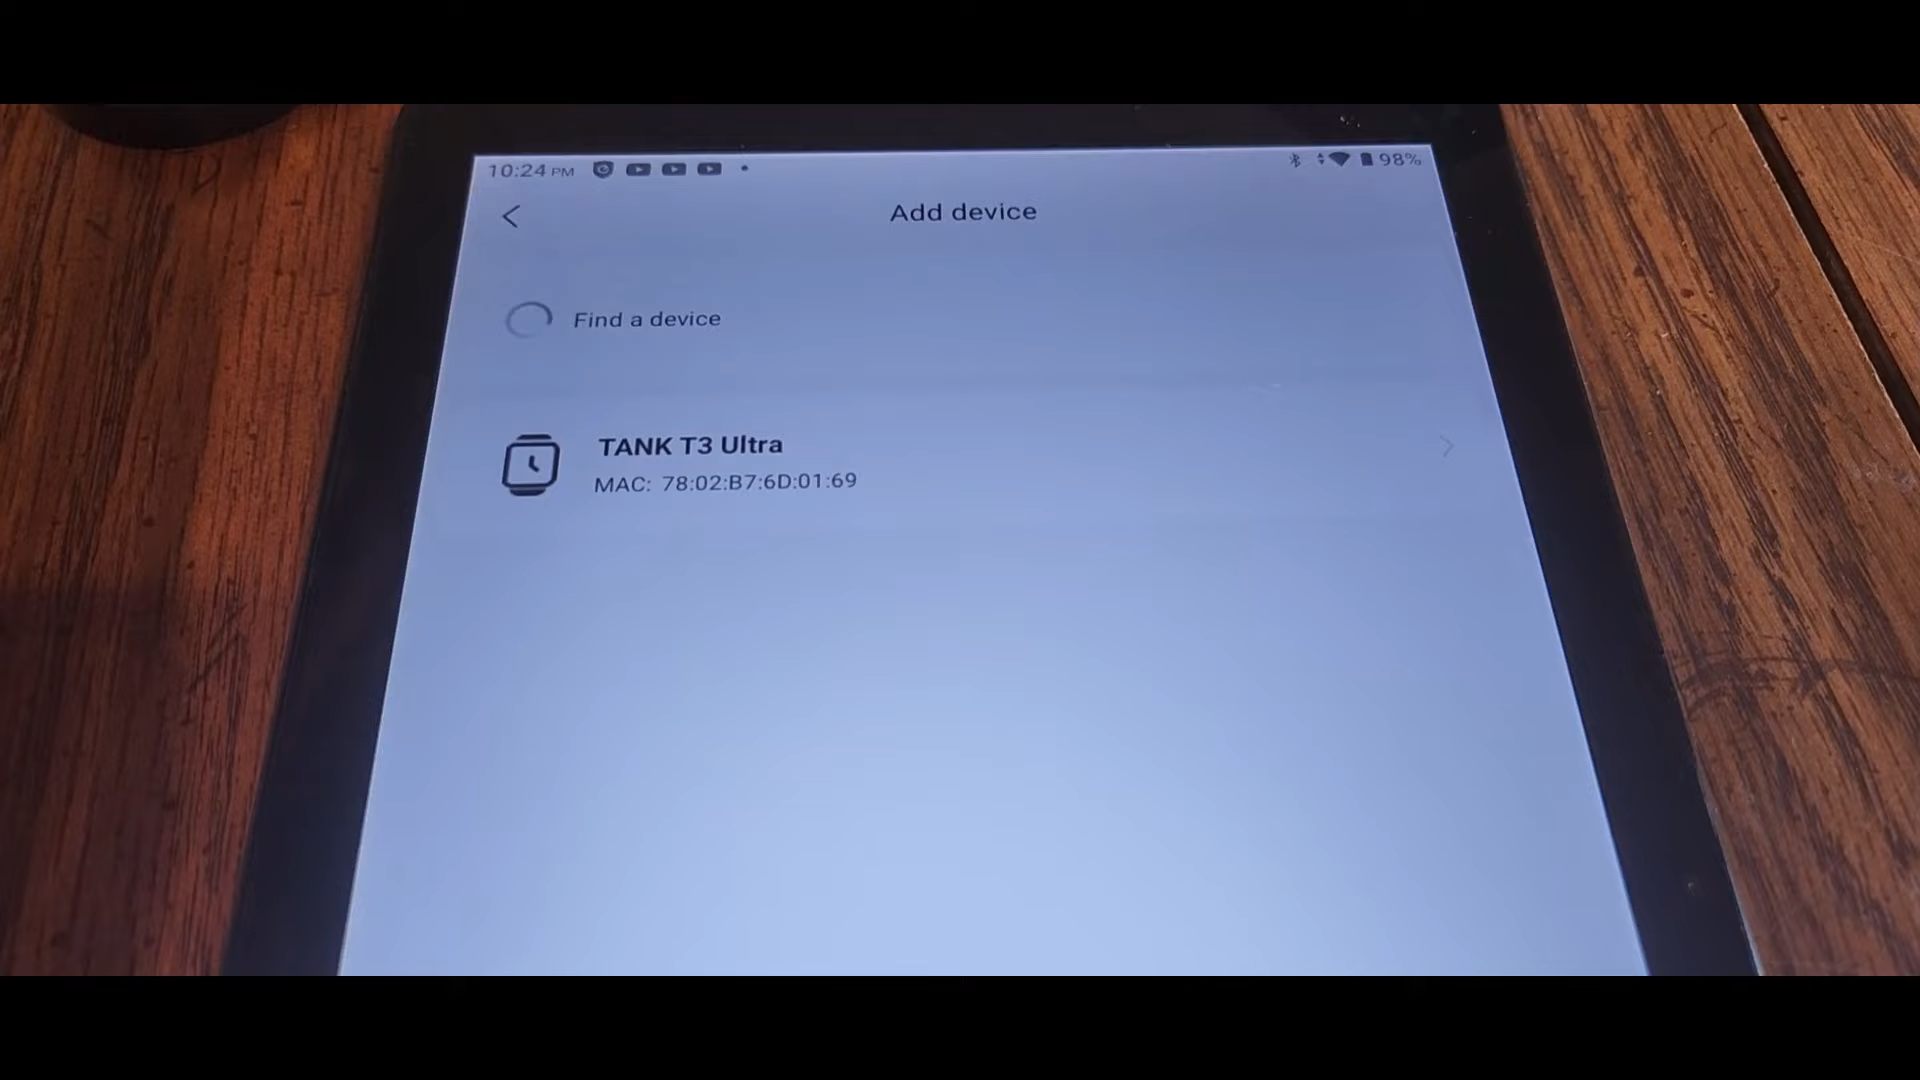 10:24 PM 98%
Add device
Find a device
TANK T3 Ultra
MAC: 78:02:B7:6D:01:69